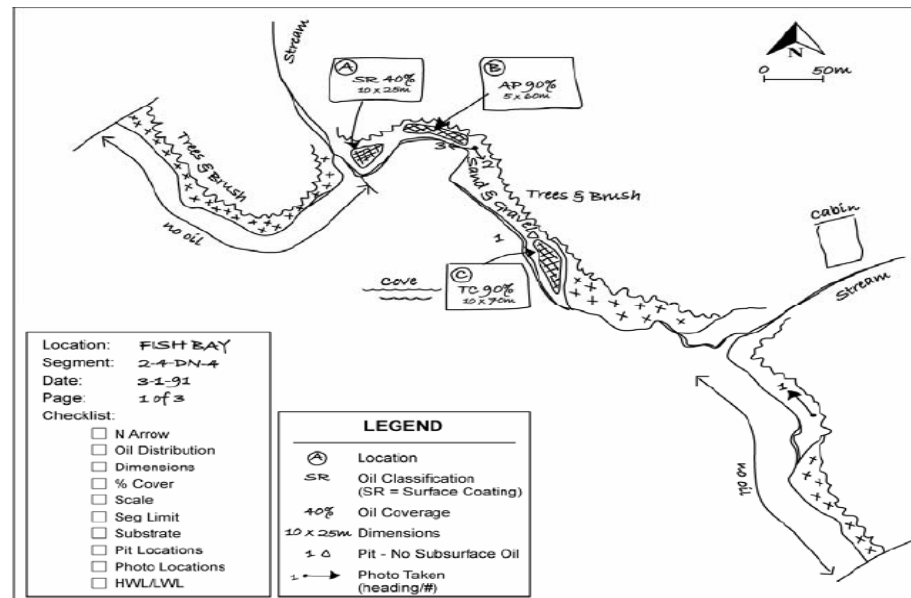 Stream
A
SR 40%
10 x 25m
B
AP 90%
5 x 60m
N
0 50m
Trees & Brush
no oil
3
2
Sand & Gravel
Trees & Brush
1
Cabin
Stream
cove
C
TC 90%
10 x 70m
1
no oil
Location: FISH BAY
Segment: 2-4-DN-4
Date: 3-1-91
Page: 1 of 3
Checklist:
N Arrow
Oil Distribution
Dimensions
% Cover
Scale
Seg Limit
Substrate
Pit Locations
Photo Locations
HWL/LWL
LEGEND
A Location
SR Oil Classification
(SR = Surface Coating)
40% Oil Coverage
10 x 25m Dimensions
1 Δ Pit - No Subsurface Oil
1 Photo Taken
(heading/#)